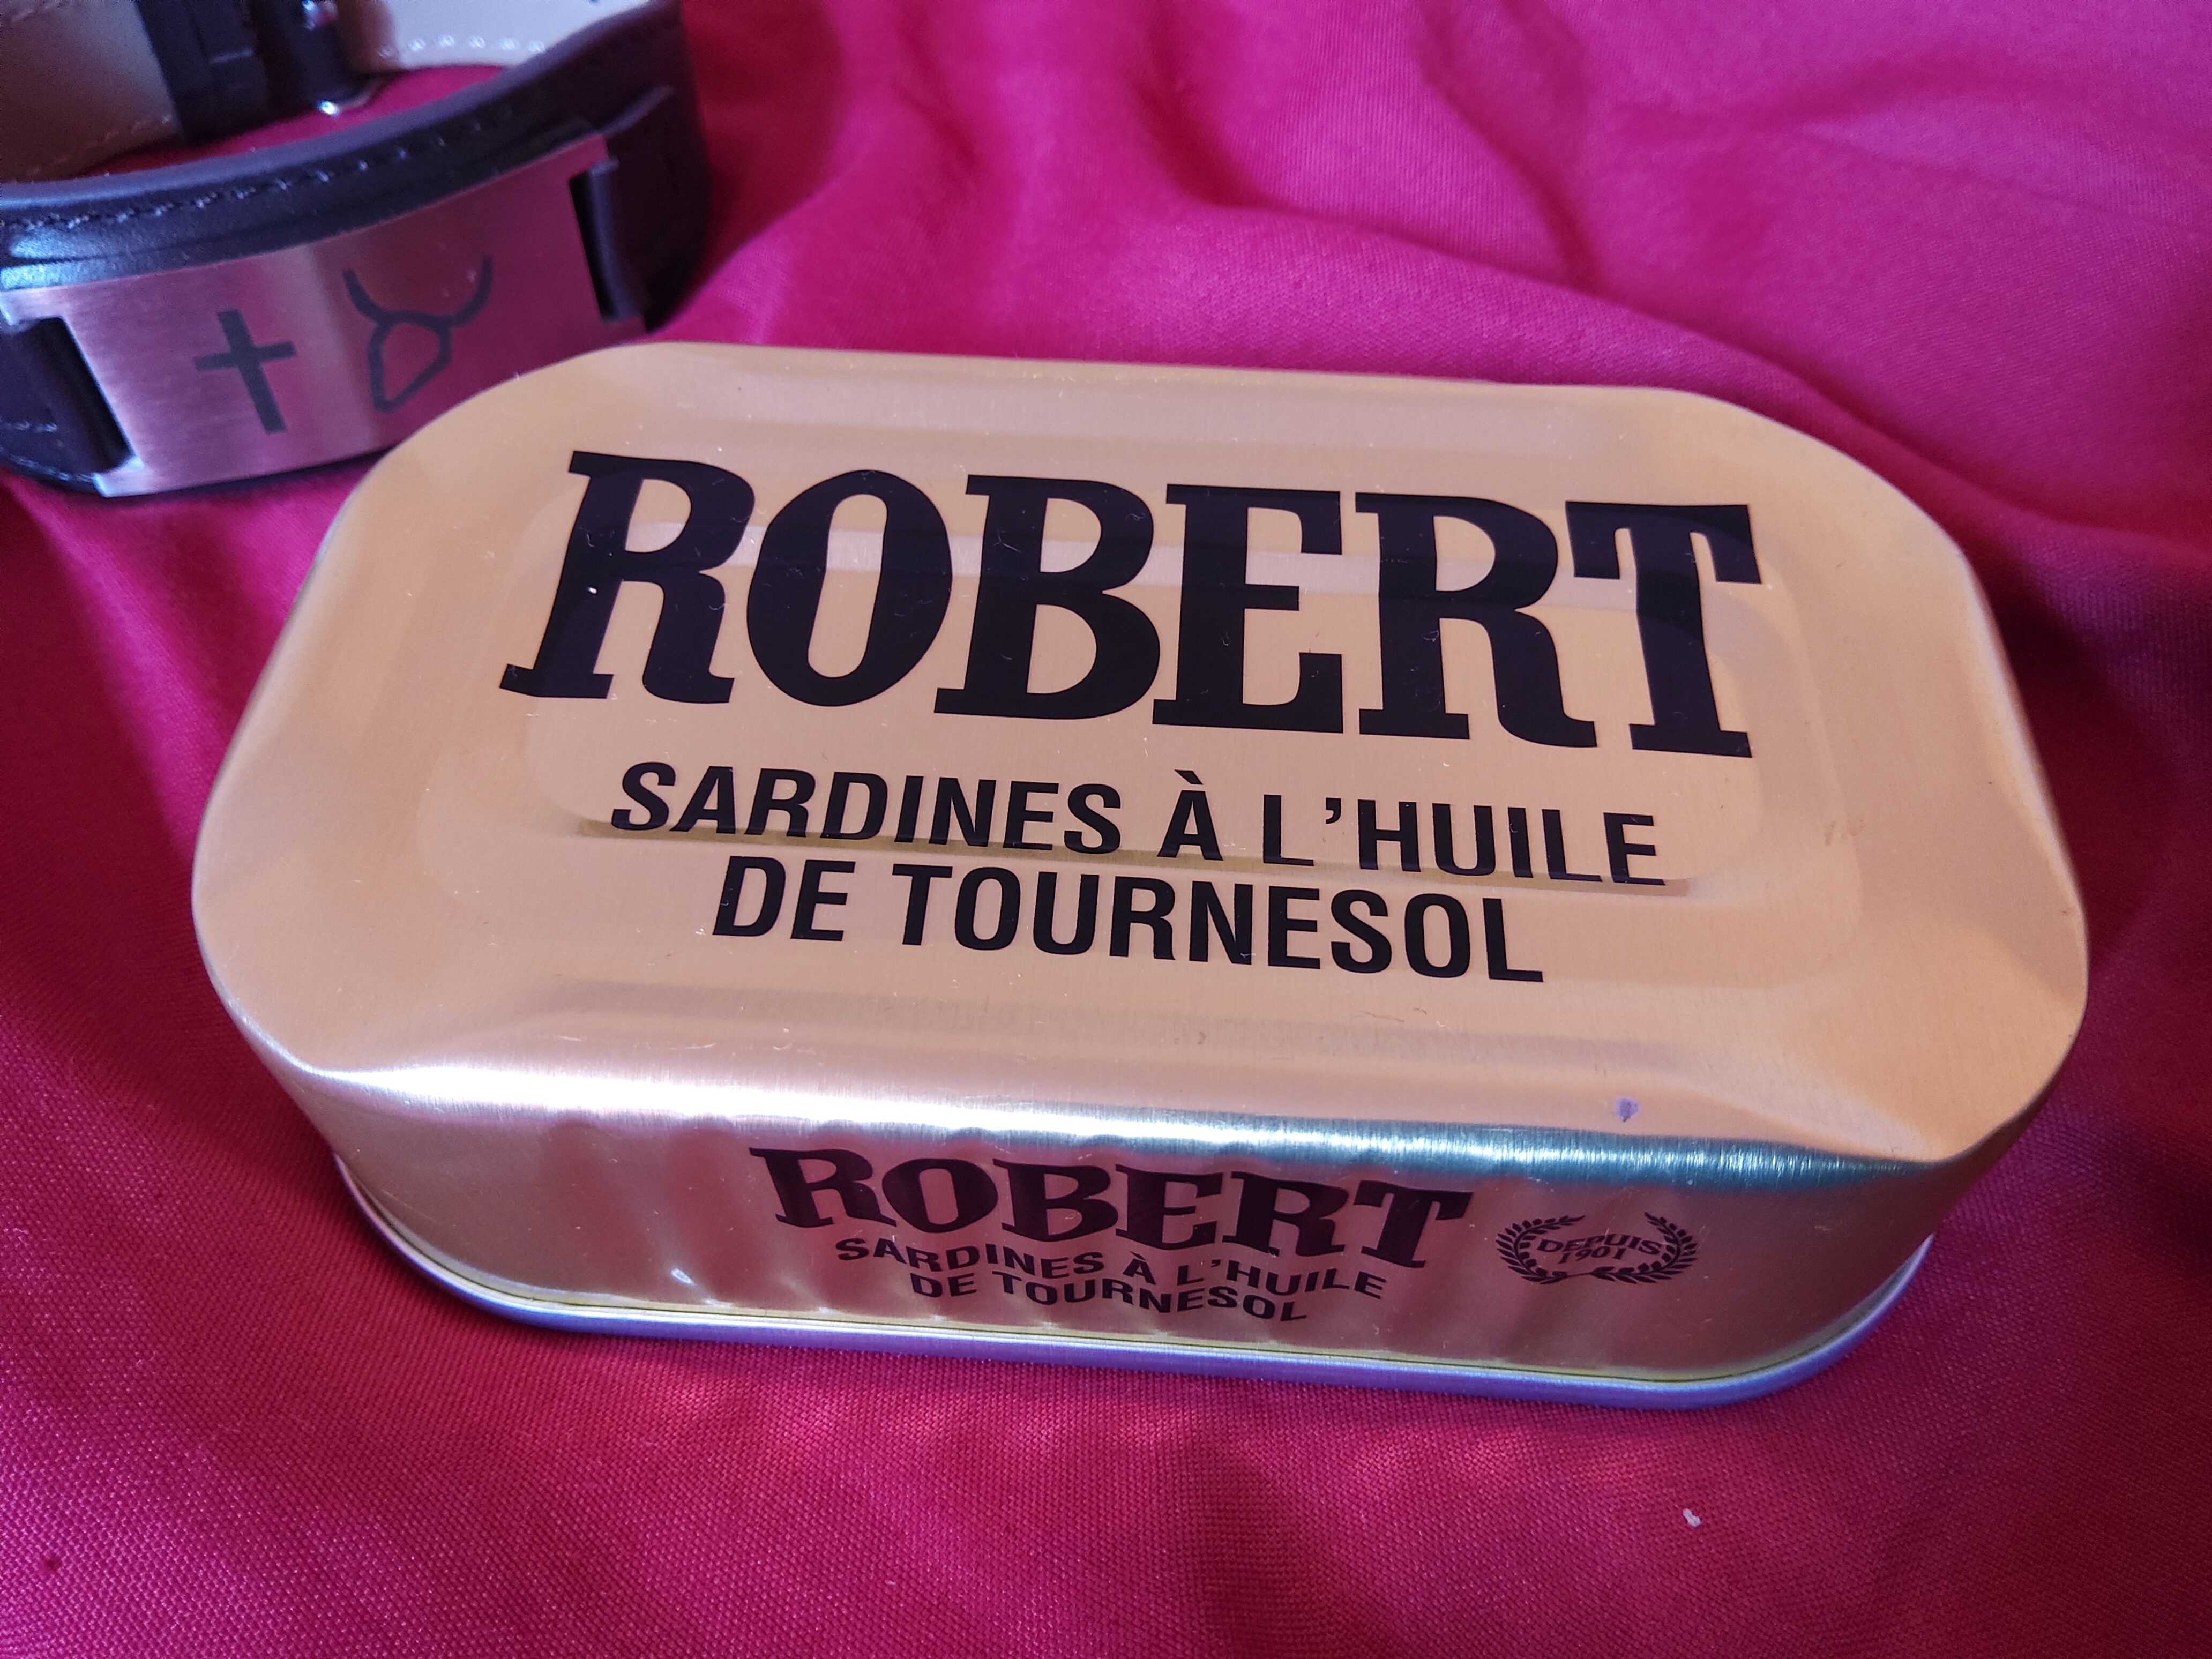 ROBERT
SARDINES À L'HUILE
DE TOURNESOL
ROBERT
SARDINES À L'HUILE
DE TOURNESOL
DEPUIS
1901